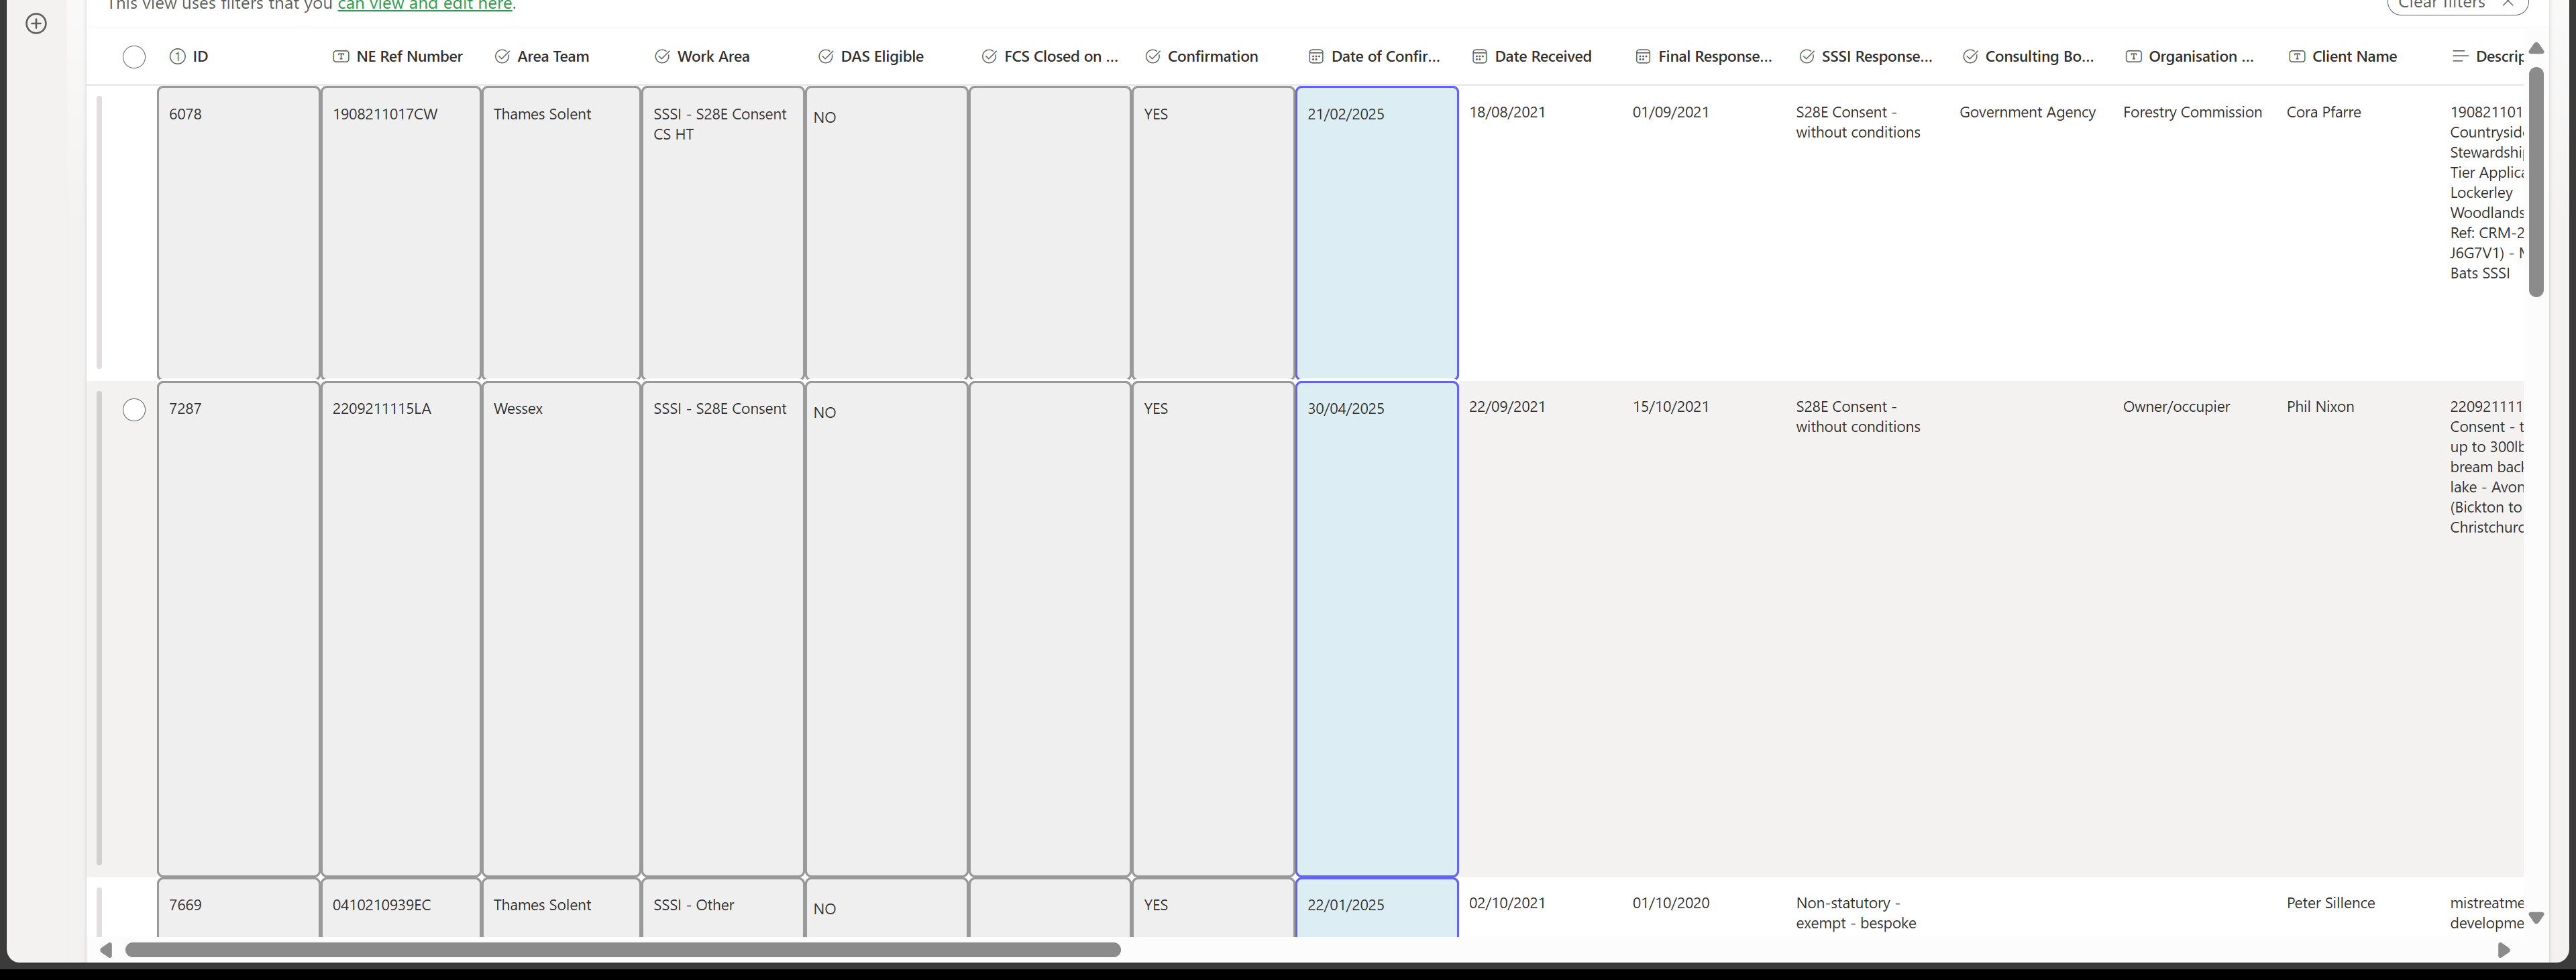 This view uses filters that you can view and edit here.
Clear filters
ID
NE Ref Number
Area Team
Work Area
DAS Eligible
FCS Closed on ...
Confirmation
Date of Confir...
Date Received
Final Response...
SSSI Response...
Consulting Bo...
Organisation ...
Client Name
Descrip
6078
1908211017CW
Thames Solent
SSSI - S28E Consent
CS HT
NO
YES
21/02/2025
18/08/2021
01/09/2021
S28E Consent -
without conditions
Government Agency
Forestry Commission
Cora Pfarre
190821101
Countryside
Stewardshi
Tier Applica
Lockerley
Woodlands
Ref: CRM-2
J6G7V1) -
Bats SSSI
7287
2209211115LA
Wessex
SSSI - S28E Consent
NO
YES
30/04/2025
22/09/2021
15/10/2021
S28E Consent -
without conditions
Owner/occupier
Phil Nixon
220921111
Consent - t
up to 300lb
bream back
lake - Avon
(Bickton to
Christchurc
7669
0410210939EC
Thames Solent
SSSI - Other
NO
YES
22/01/2025
02/10/2021
01/10/2020
Non-statutory -
exempt - bespoke
Peter Sillence
mistreatme
developme